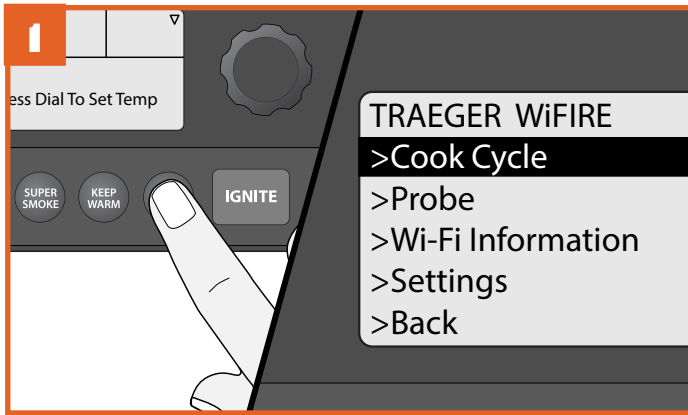 1
ess Dial To Set Temp
SUPER
SMOKE
KEEP
WARM
IGNITE
TRAEGER WiFIRE
>Cook Cycle
>Probe
>Wi-Fi Information
>Settings
>Back